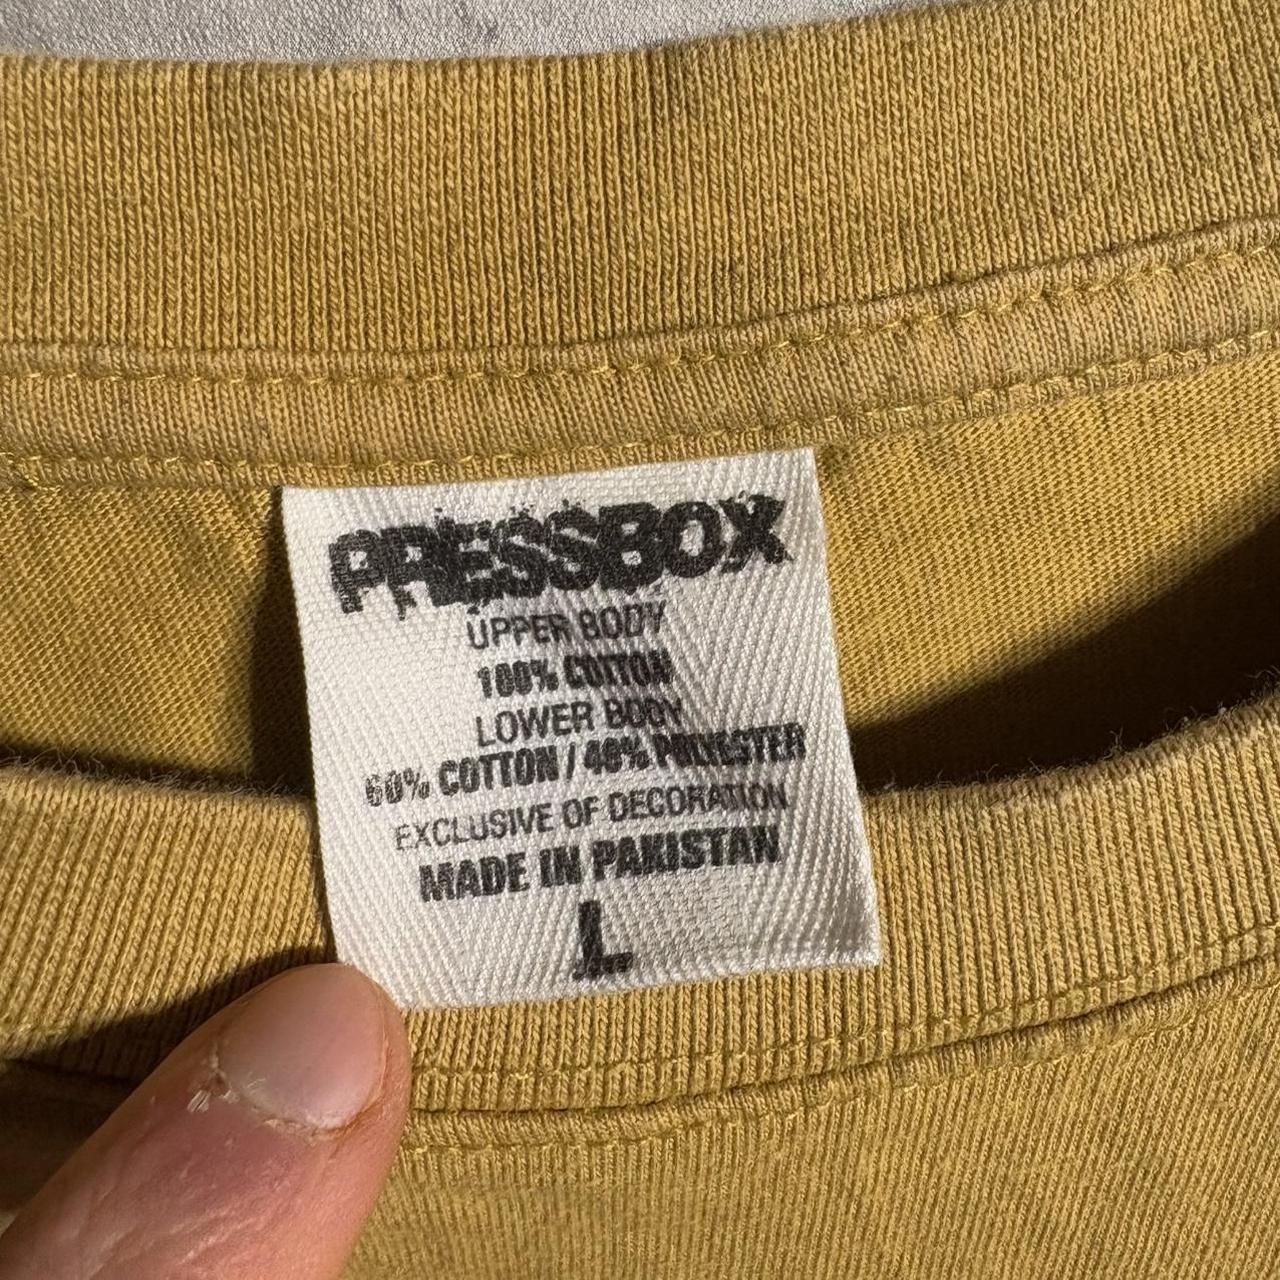 PRESSBOX
UPPER BODY
100% COTTON
LOWER BODY
60% COTTON / 40% POLYESTER
EXCLUSIVE OF DECORATION
MADE IN PAKISTAN
L